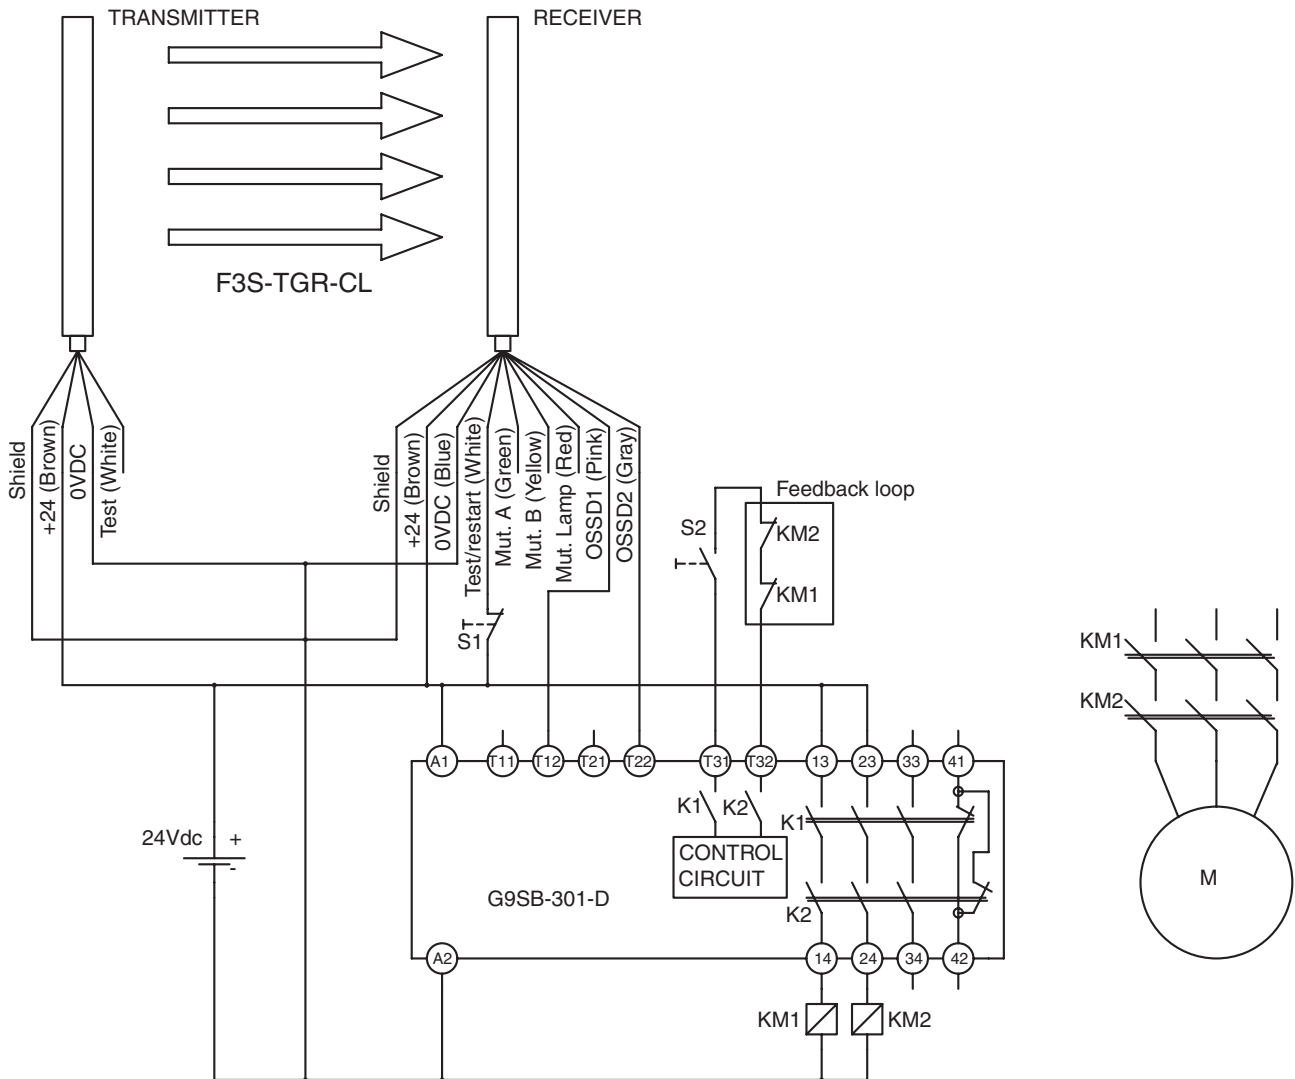 TRANSMITTER
RECEIVER
F3S-TGR-CL
Shield
+24 (Brown)
0VDC
Test (White)
Shield
+24 (Brown)
0VDC (Blue)
Test/restart (White)
Mut. A (Green)
Mut. B (Yellow)
Mut. Lamp (Red)
OSSD1 (Pink)
OSSD2 (Gray)
Feedback loop
S2
KM2
KM1
S1
KM1
KM2
A1
T11
T12
T21
T22
T31
T32
13
23
33
41
K1
K2
K1
24Vdc
+
-
CONTROL
CIRCUIT
G9SB-301-D
K2
M
A2
14
24
34
42
KM1
KM2